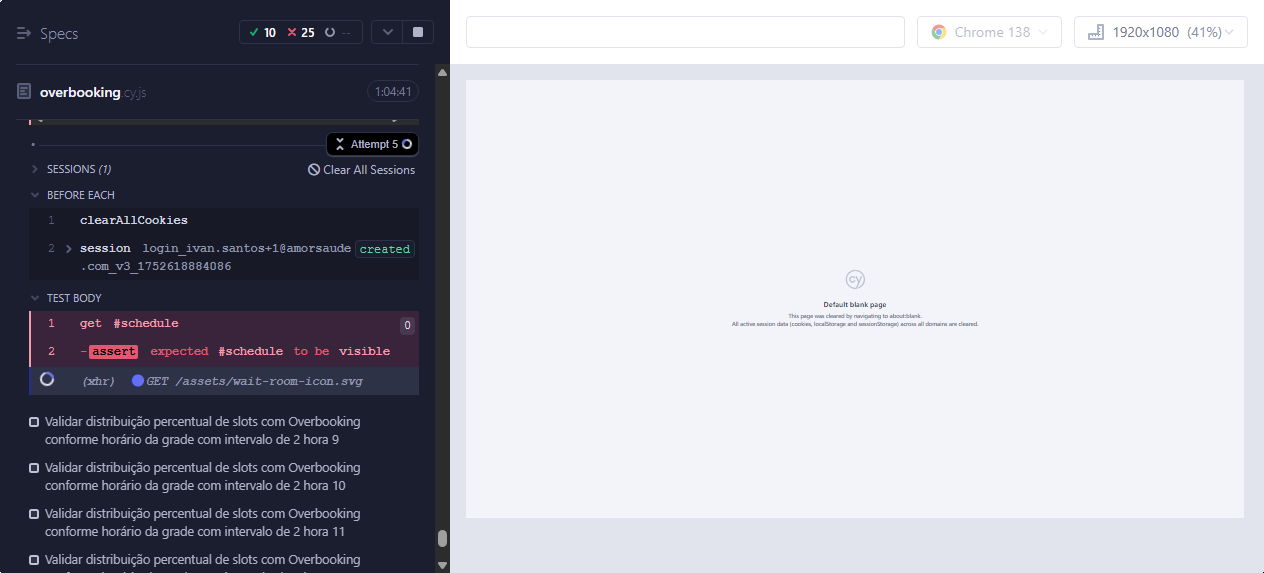 Specs
10 25 --
overbooking.cy.js
1:04:41
Attempt 5
SESSIONS (1)
Clear All Sessions
BEFORE EACH
1 clearAllCookies
2 session login_ivan.santos+1@amorsaude created
.com_v3_1752618884086
TEST BODY
1 get #schedule 0
2 -assert expected #schedule to be visible
(xhr) GET /assets/wait-room-icon.svg
Validar distribuição percentual de slots com Overbooking
conforme horário da grade com intervalo de 2 hora 9
Validar distribuição percentual de slots com Overbooking
conforme horário da grade com intervalo de 2 hora 10
Validar distribuição percentual de slots com Overbooking
conforme horário da grade com intervalo de 2 hora 11
Validar distribuição percentual de slots com Overbooking
Chrome 138
1920x1080 (41%)
cy
Default blank page
This page was cleared by navigating to about:blank.
All active session data (cookies, localStorage and sessionStorage) across all domains are cleared.